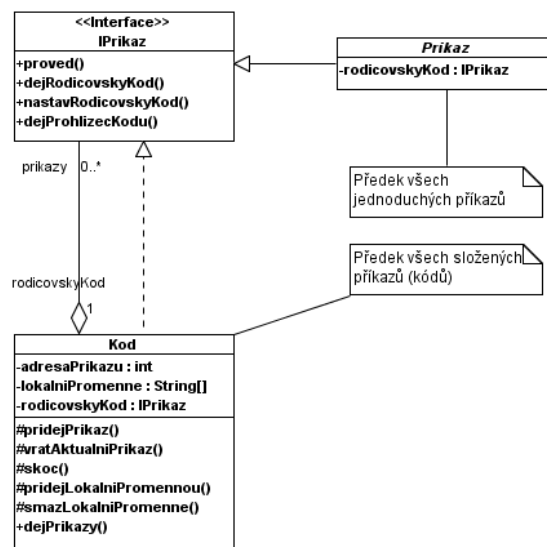 <<Interface>>
IPrikaz
+proved()
+dejRodicovskyKod()
+nastavRodicovskyKod()
+dejProhlizecKodu()
Prikaz
-rodicovskyKod : IPrikaz
Předek všech
jednoduchých příkazů
Předek všech složených
příkazů (kódů)
prikazy 0..*
rodicovskyKod
1
Kod
-adresaPrikazu : int
-lokalniPromenne : String[]
-rodicovskyKod : IPrikaz
#pridejPrikaz()
#vratAktualniPrikaz()
#skoc()
#pridejLokalniPromennou()
#smazLokalniPromenne()
+dejPrikazy()